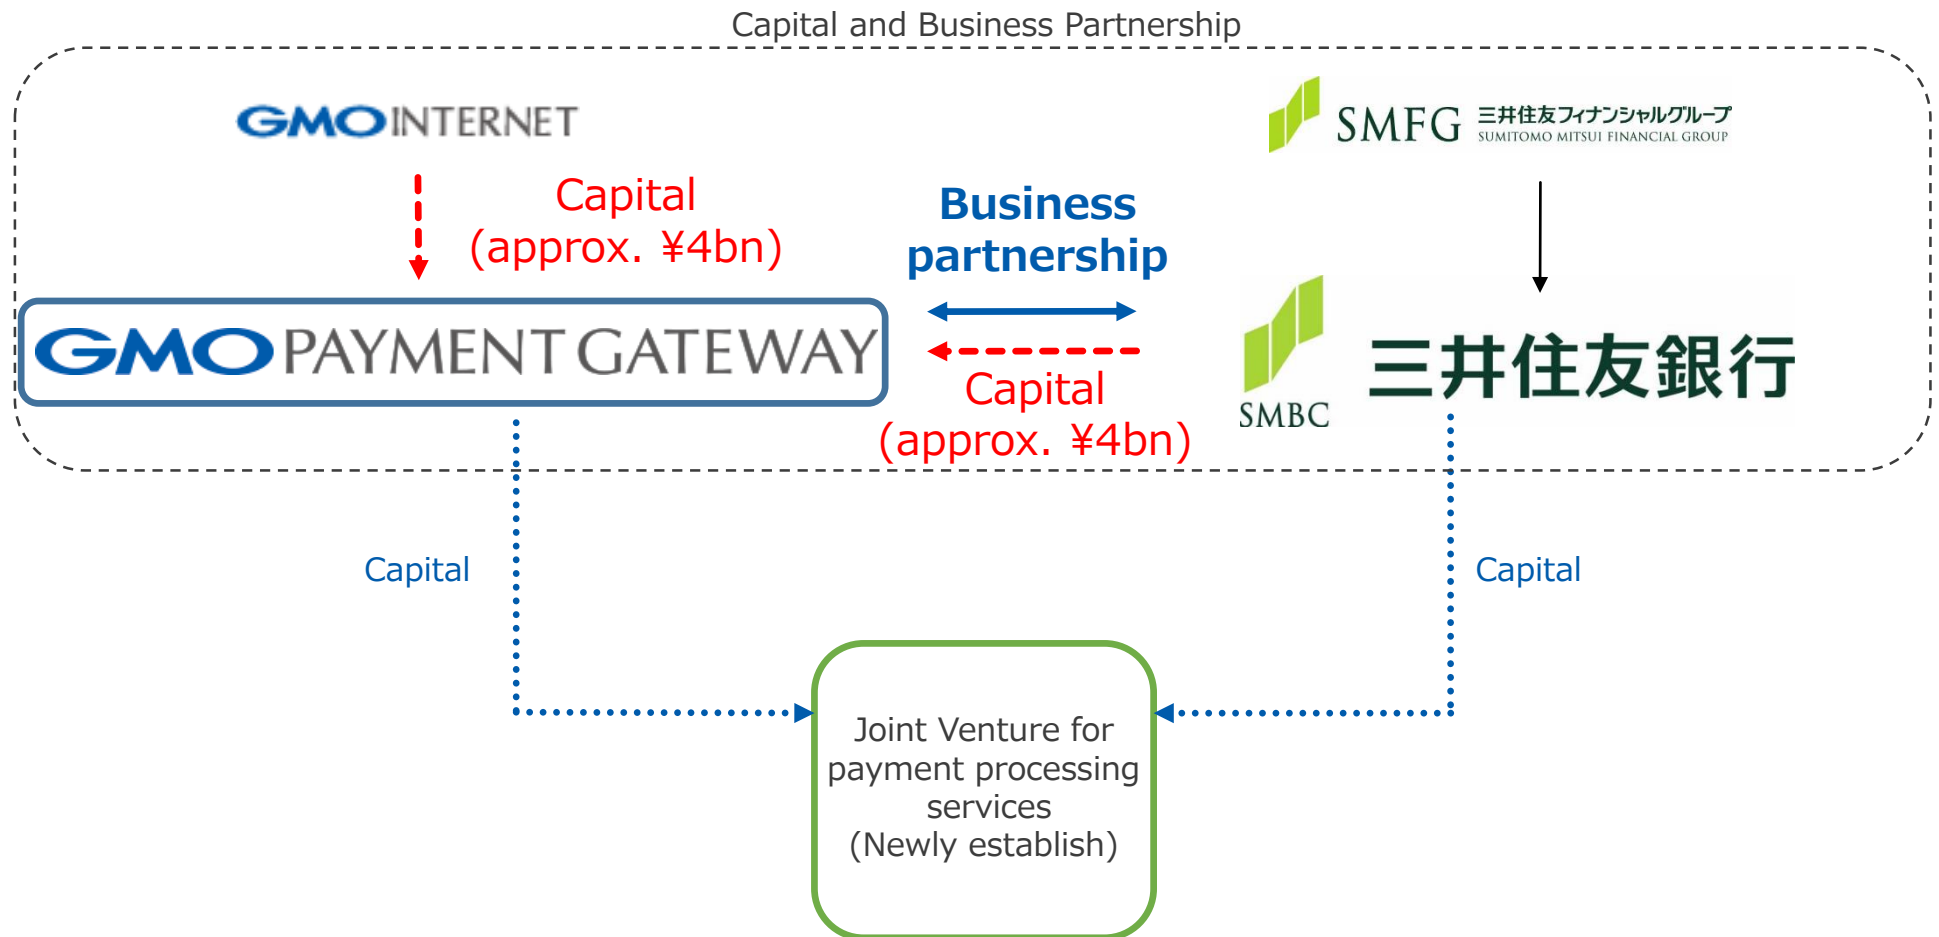 Capital and Business Partnership
GMO INTERNET
SMFG 三井住友フィナンシャルグループ
SUMITOMO MITSUI FINANCIAL GROUP
Capital
(approx. ¥4bn)
Business
partnership
GMO PAYMENT GATEWAY
Capital
(approx. ¥4bn)
SMBC
三井住友銀行
Capital
Capital
Joint Venture for
payment processing
services
(Newly establish)